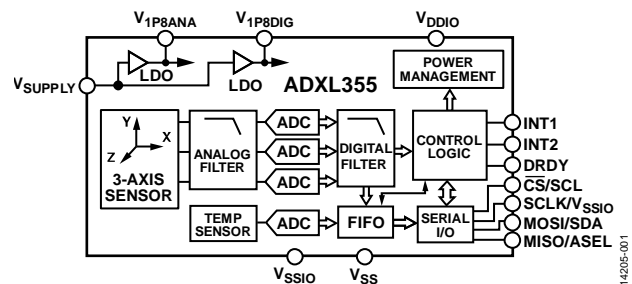 V1P8ANA
V1P8DIG
VDDIO
VSUPPLY
LDO
LDO
ADXL355
POWER
MANAGEMENT
Y
X
Z
3-AXIS
SENSOR
ANALOG
FILTER
ADC
ADC
ADC
DIGITAL
FILTER
CONTROL
LOGIC
INT1
INT2
DRDY
TEMP
SENSOR
ADC
FIFO
SERIAL
I/O
C̅S̅/SCL
SCLK/VSSIO
MOSI/SDA
MISO/ASEL
VSSIO
VSS
14205-001